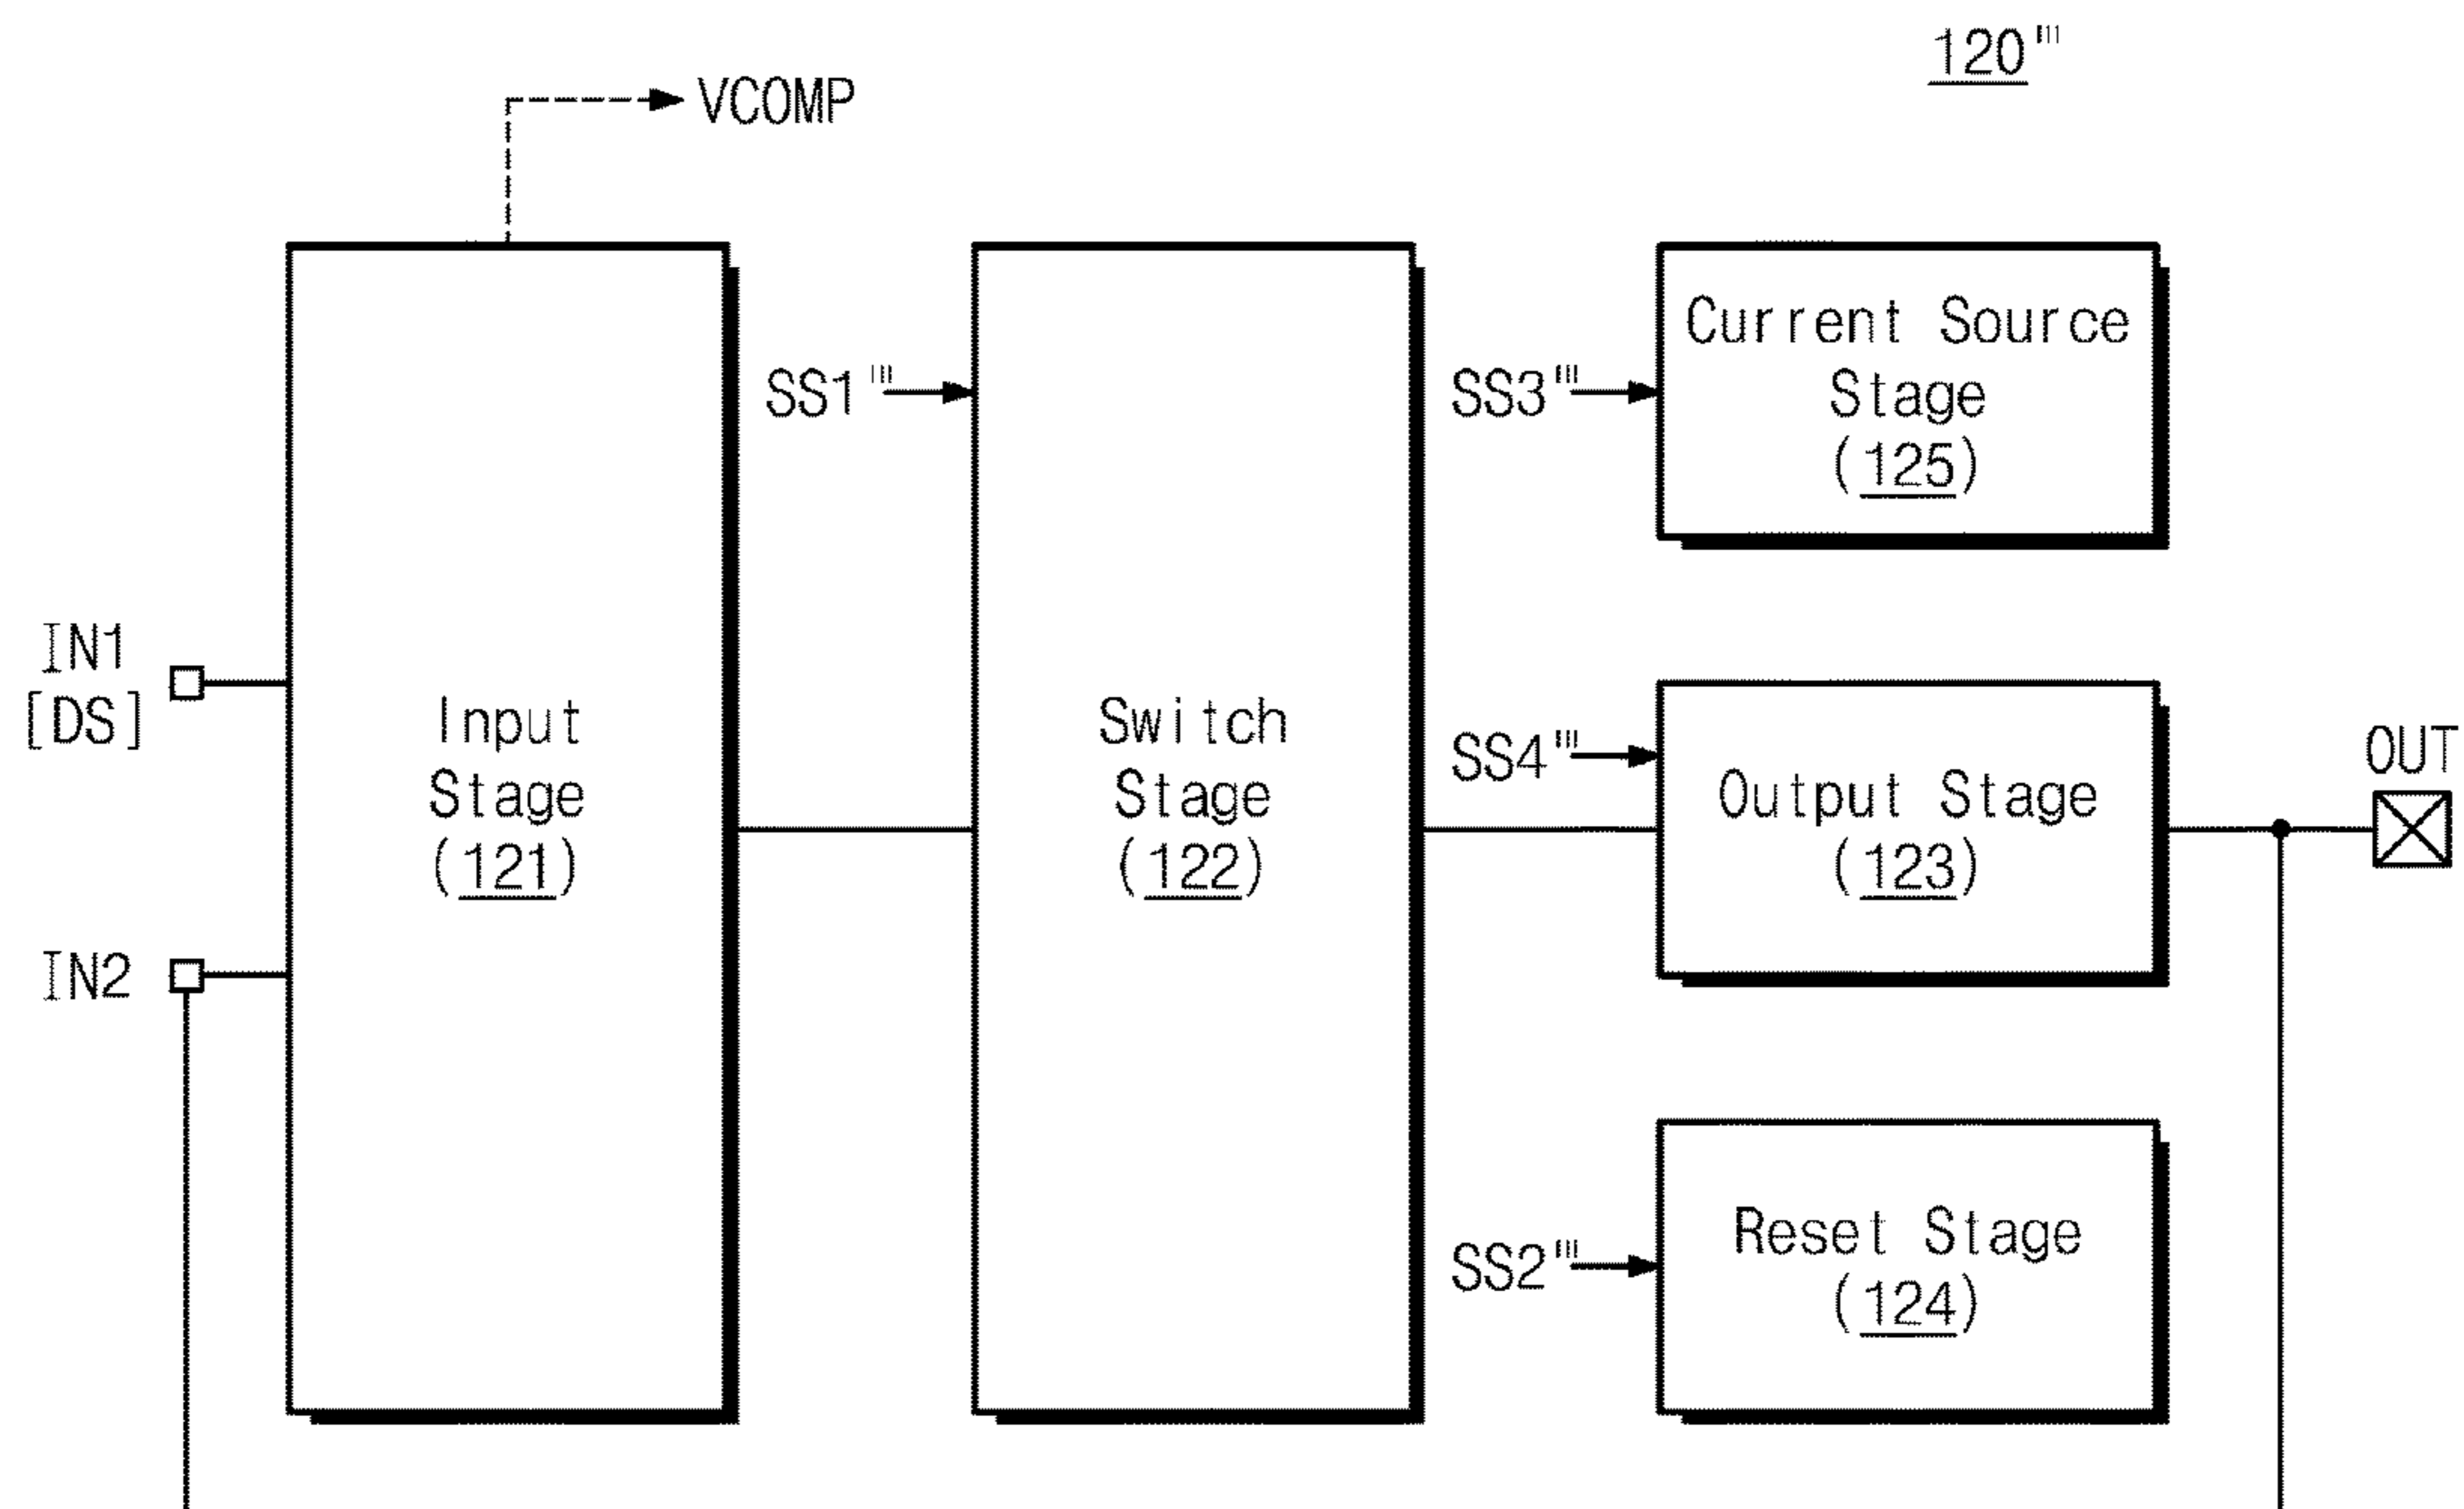 120'''
VCOMP
SS1'''
SS3'''
Current Source
Stage
(125)
IN1
[DS]
Input
Stage
(121)
Switch
Stage
(122)
SS4'''
Output Stage
(123)
OUT
IN2
SS2'''
Reset Stage
(124)